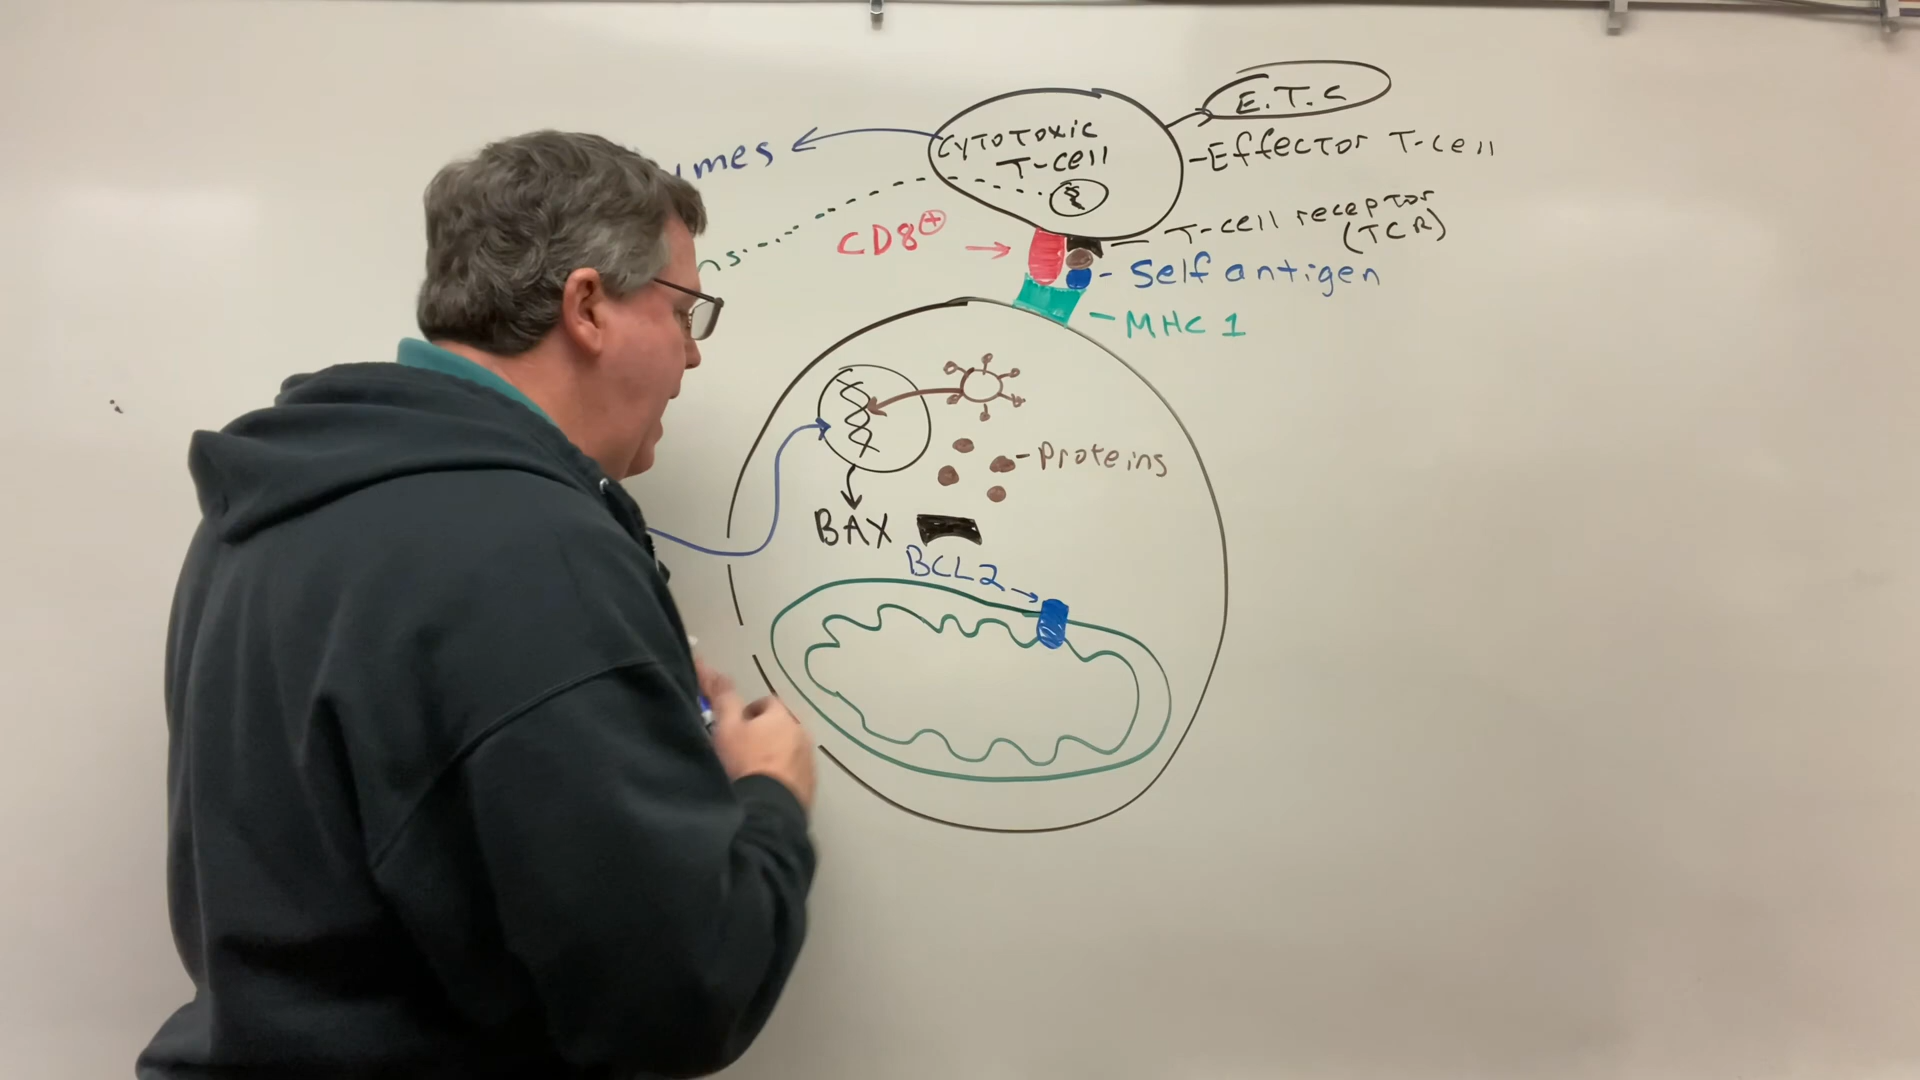 E.T.C
CYTOTOXIC
T-cell
-Effector T-cell
T-cell receptor
(TCR)
CD8+
Self antigen
MHC 1
Proteins
BAX
BCL2